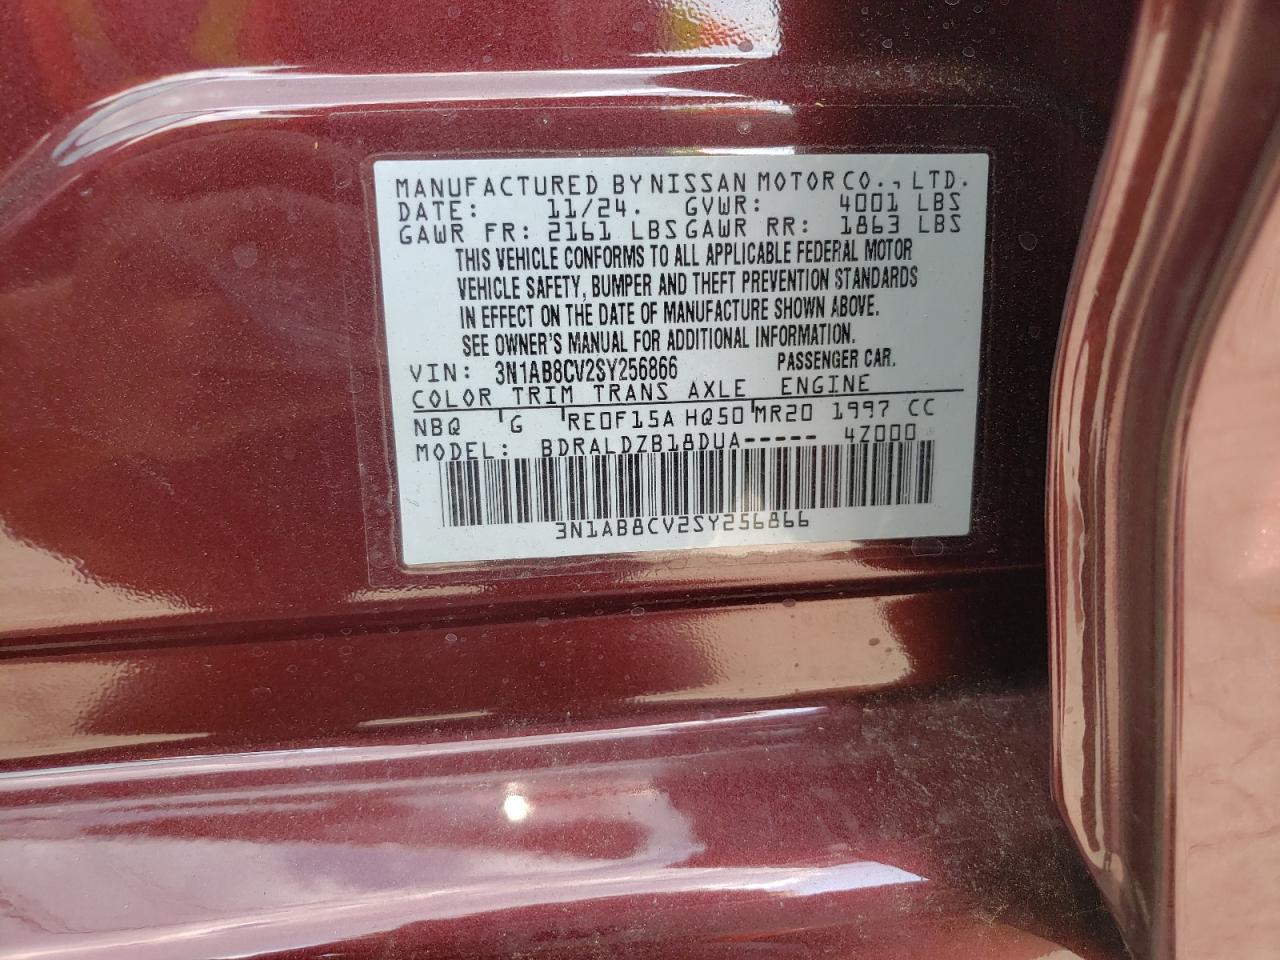 MANUFACTURED BY NISSAN MOTOR CO., LTD.
DATE: 11/24. GVWR: 4001 LBS
GAWR FR: 2161 LBS GAWR RR: 1863 LBS
THIS VEHICLE CONFORMS TO ALL APPLICABLE FEDERAL MOTOR
VEHICLE SAFETY, BUMPER AND THEFT PREVENTION STANDARDS
IN EFFECT ON THE DATE OF MANUFACTURE SHOWN ABOVE.
SEE OWNER'S MANUAL FOR ADDITIONAL INFORMATION.
VIN: 3N1AB8CV2SY256866 PASSENGER CAR.
COLOR TRIM TRANS AXLE ENGINE
NBQ G RE0F15A HQ50 MR20 1997 CC
MODEL: BDRALDZB18DUA----- 4Z000
3N1AB8CV2SY256866